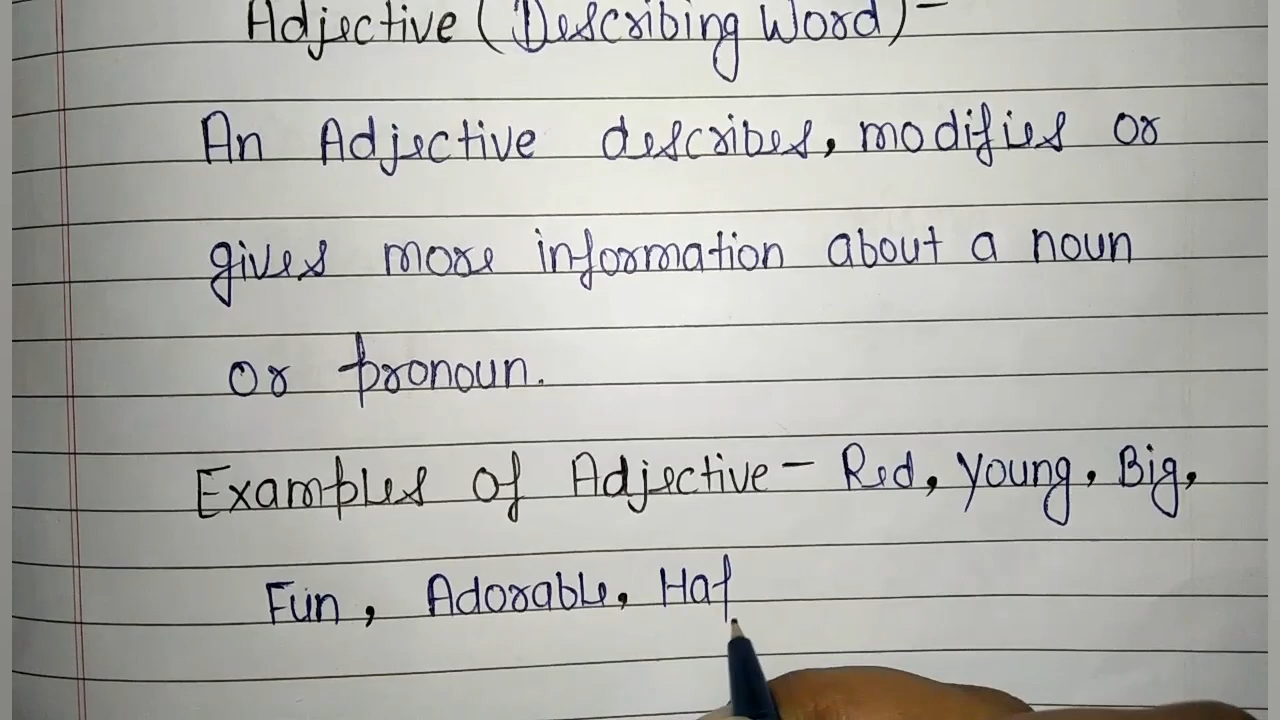 Adjective (Describing Word)-
An Adjective describes, modifies or
gives more information about a noun
or pronoun.
Examples of Adjective - Red, Young, Big,
Fun, Adorable, Hap